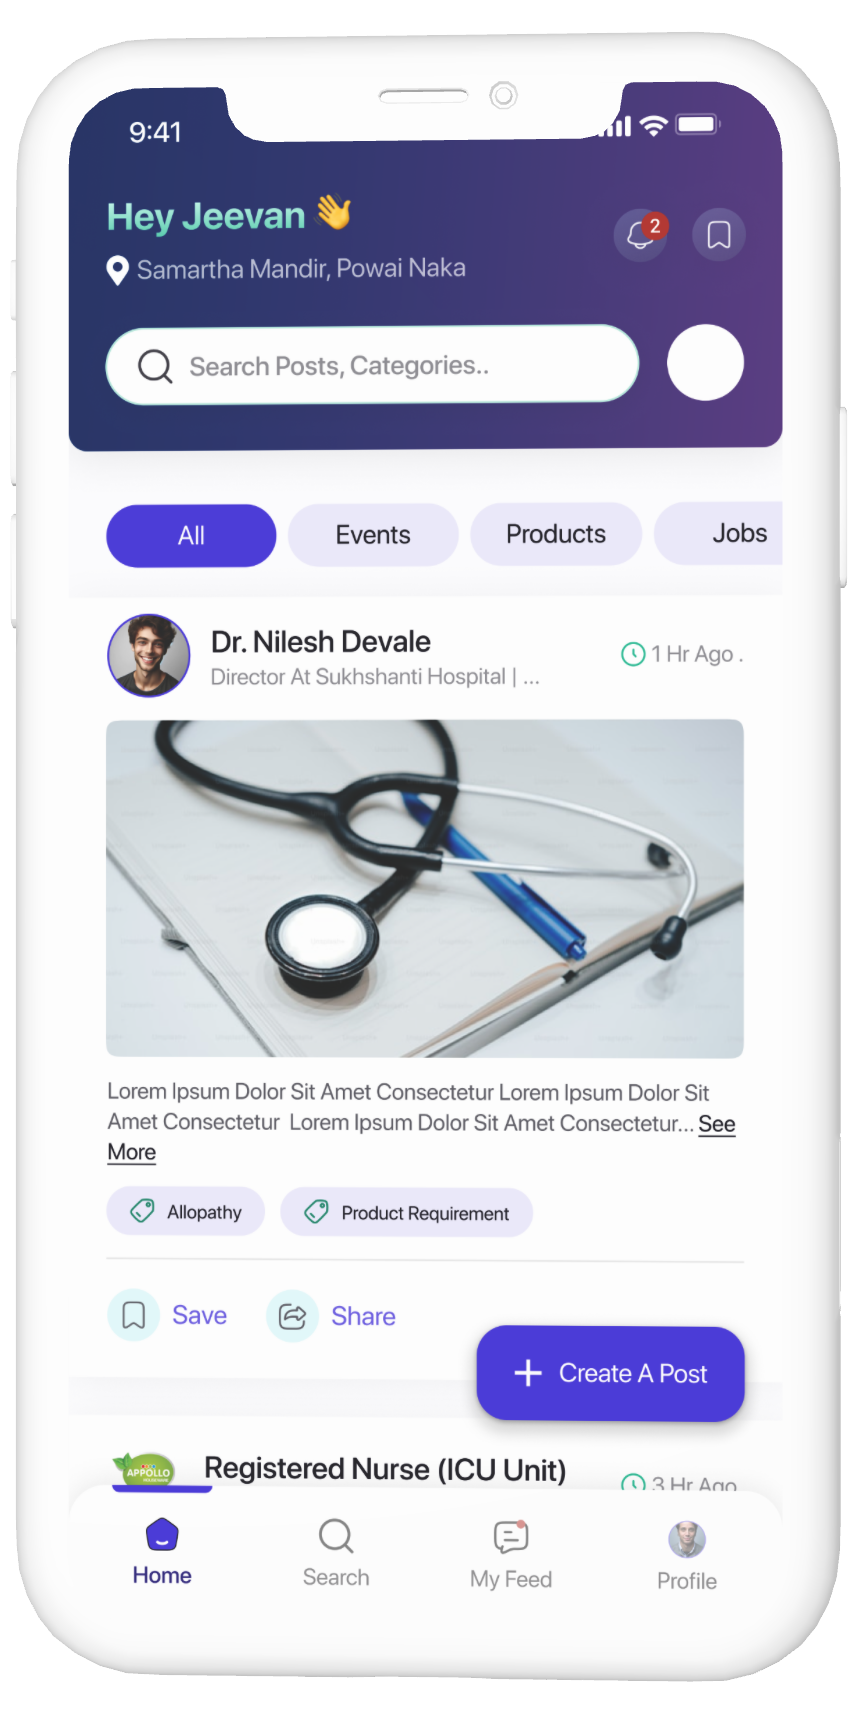 9:41
Hey Jeevan 👋
2
Samartha Mandir, Powai Naka
Search Posts, Categories..
All
Events
Products
Jobs
Dr. Nilesh Devale
1 Hr Ago .
Director At Sukhshanti Hospital | ...
Lorem Ipsum Dolor Sit Amet Consectetur Lorem Ipsum Dolor Sit
Amet Consectetur Lorem Ipsum Dolor Sit Amet Consectetur... See
More
Allopathy
Product Requirement
Save
Share
Create A Post
APPOLLO
Registered Nurse (ICU Unit)
3 Hr Ago
Home
Search
My Feed
Profile